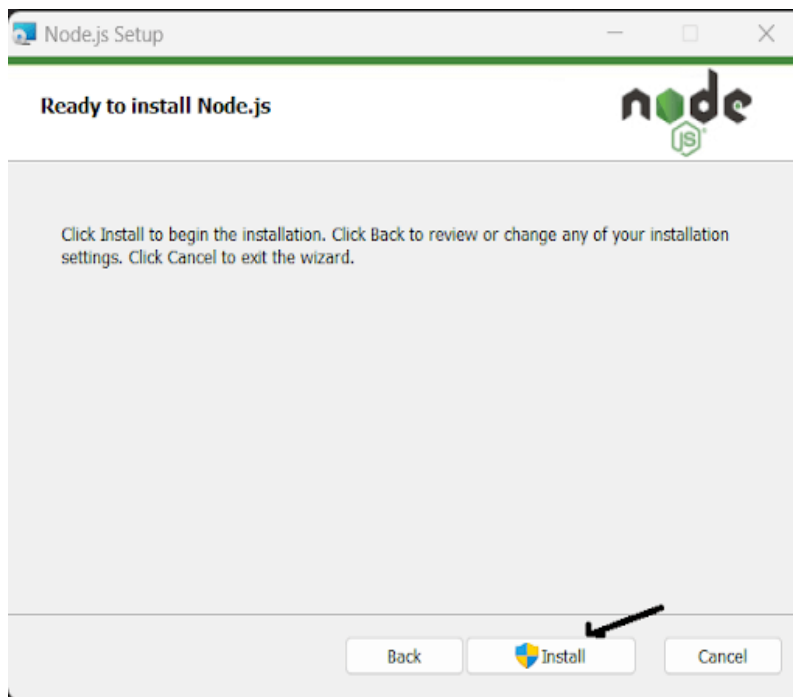 Node.js Setup
Ready to install Node.js
node
JS
Click Install to begin the installation. Click Back to review or change any of your installation
settings. Click Cancel to exit the wizard.
Back
Install
Cancel